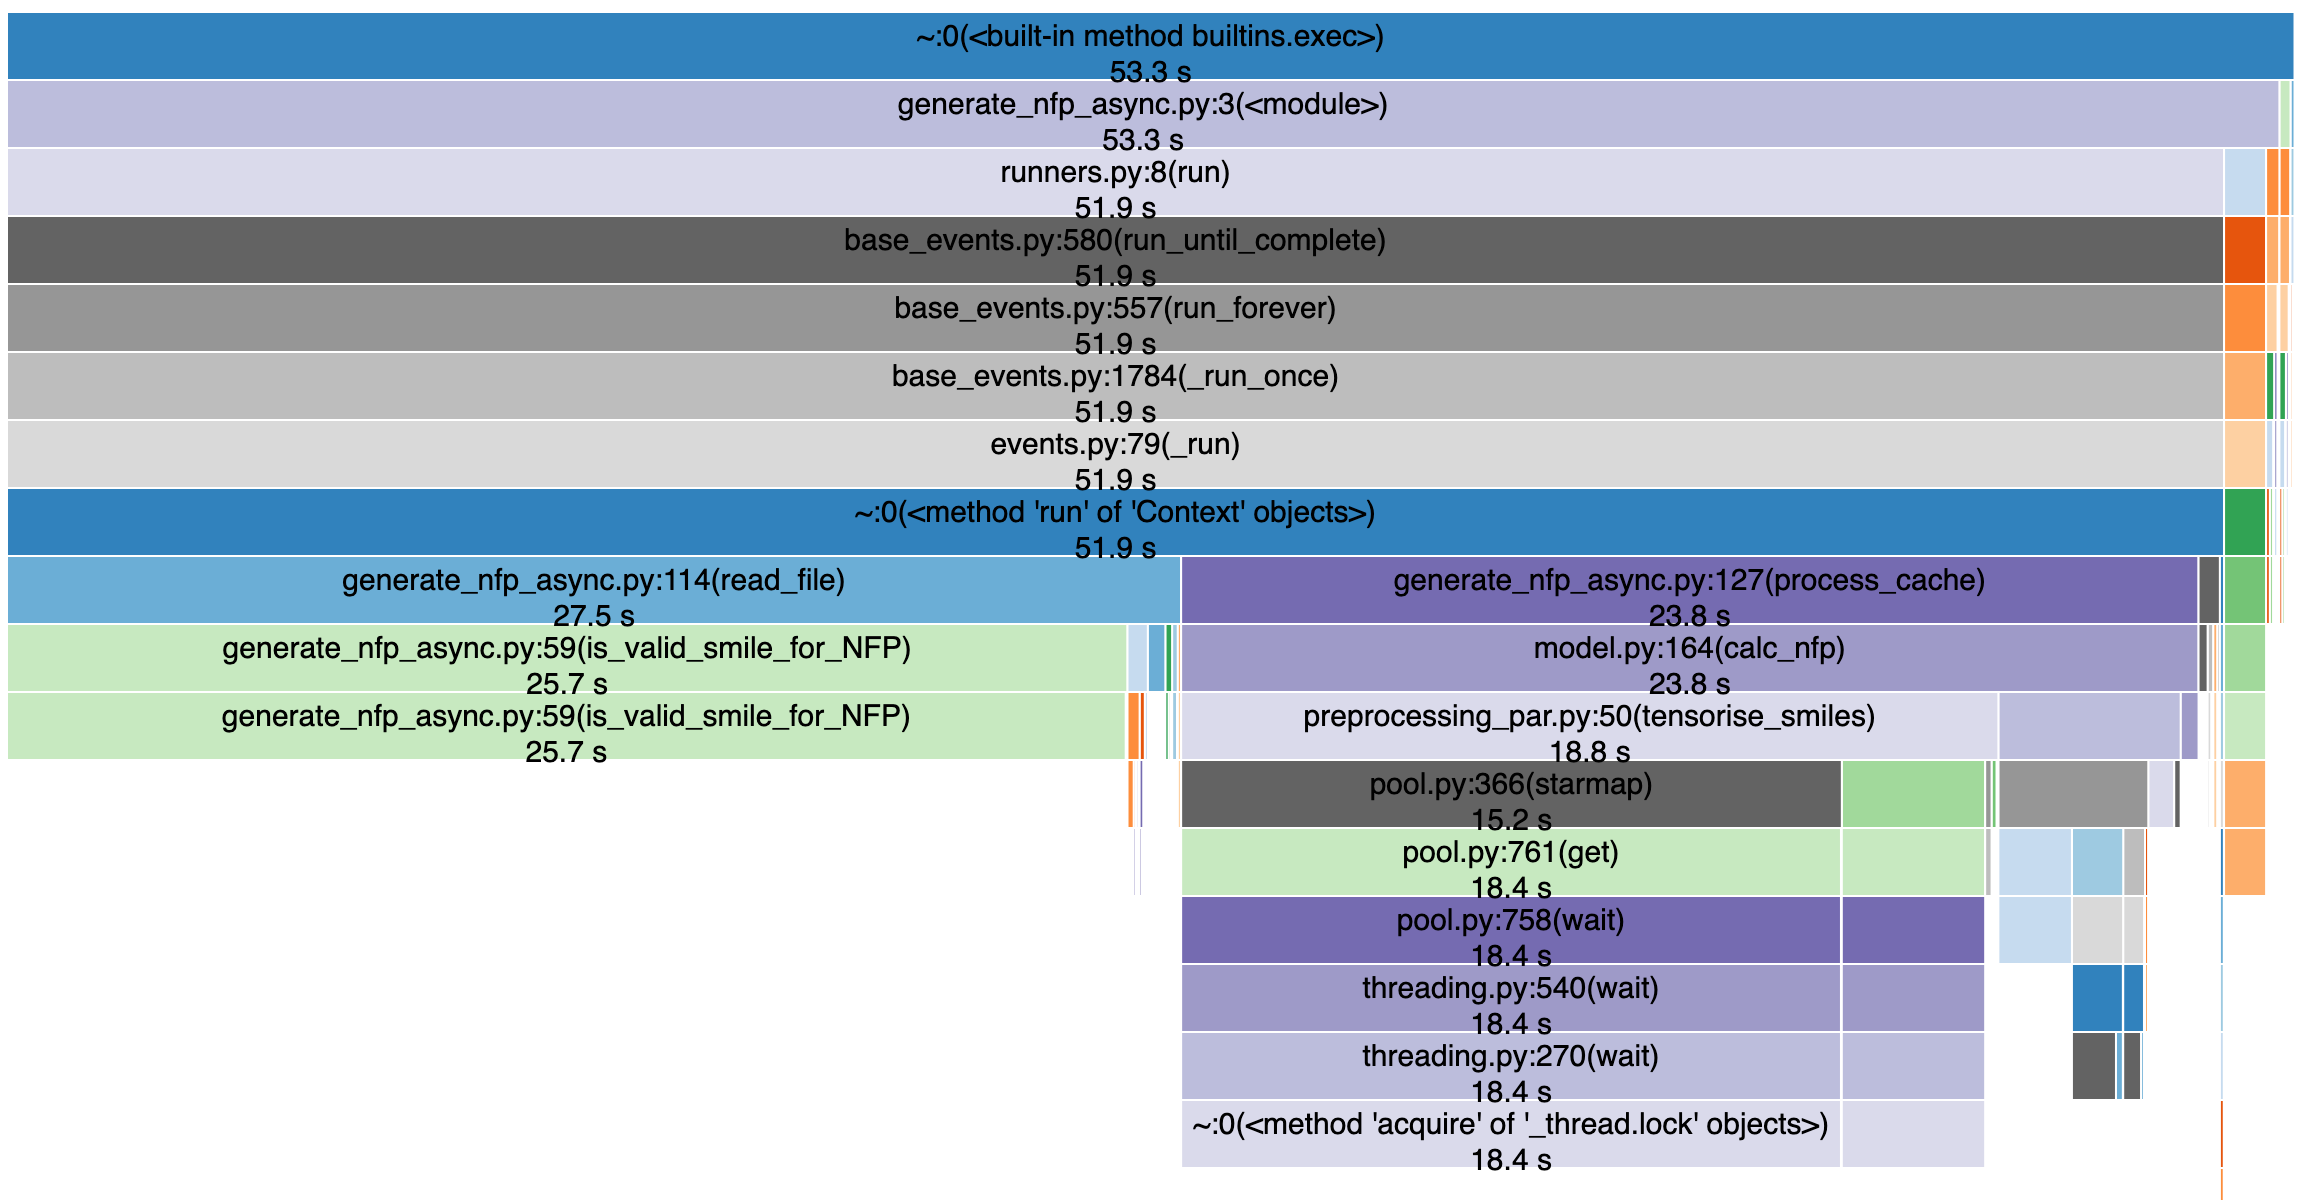 ~:0(<built-in method builtins.exec>)
53.3 s
generate_nfp_async.py:3(<module>)
53.3 s
runners.py:8(run)
51.9 s
base_events.py:580(run_until_complete)
51.9 s
base_events.py:557(run_forever)
51.9 s
base_events.py:1784(_run_once)
51.9 s
events.py:79(_run)
51.9 s
~:0(<method 'run' of 'Context' objects>)
51.9 s
generate_nfp_async.py:114(read_file)
27.5 s
generate_nfp_async.py:127(process_cache)
23.8 s
generate_nfp_async.py:59(is_valid_smile_for_NFP)
25.7 s
model.py:164(calc_nfp)
23.8 s
generate_nfp_async.py:59(is_valid_smile_for_NFP)
25.7 s
preprocessing_par.py:50(tensorise_smiles)
18.8 s
pool.py:366(starmap)
15.2 s
pool.py:761(get)
18.4 s
pool.py:758(wait)
18.4 s
threading.py:540(wait)
18.4 s
threading.py:270(wait)
18.4 s
~:0(<method 'acquire' of '_thread.lock' objects>)
18.4 s